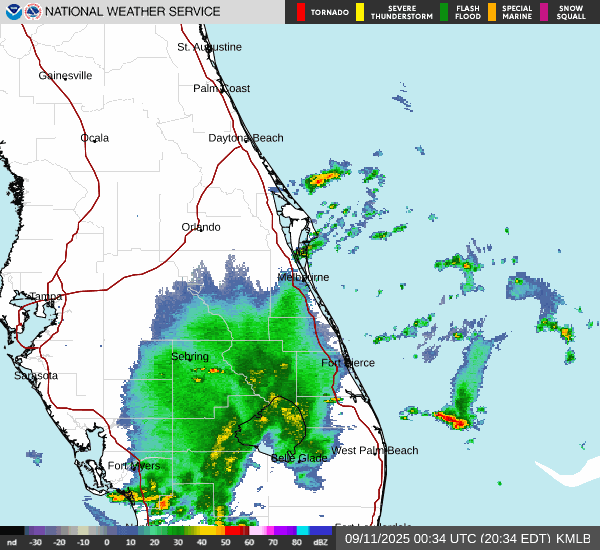 NATIONAL WEATHER SERVICE
TORNADO
SEVERE THUNDERSTORM
FLASH FLOOD
SPECIAL MARINE
SNOW SQUALL
St. Augustine
Gainesville
Palm Coast
Ocala
Daytona Beach
Orlando
Melbourne
Tampa
Sebring
Fort Pierce
Sarasota
West Palm Beach
Belle Glade
Fort Myers
Fort Lauderdale
nd -30 -20 -10 0 10 20 30 40 50 60 70 80 dBZ
09/11/2025 00:34 UTC (20:34 EDT) KMLB